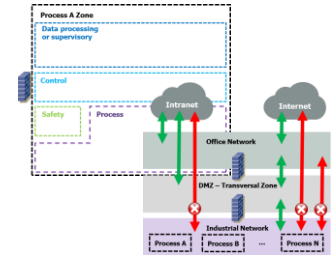 Process A Zone
Data processing
or supervisory
Control
Safety
Process
Intranet
Internet
Office Network
DMZ – Transversal Zone
Industrial Network
Process A
Process B
...
Process N